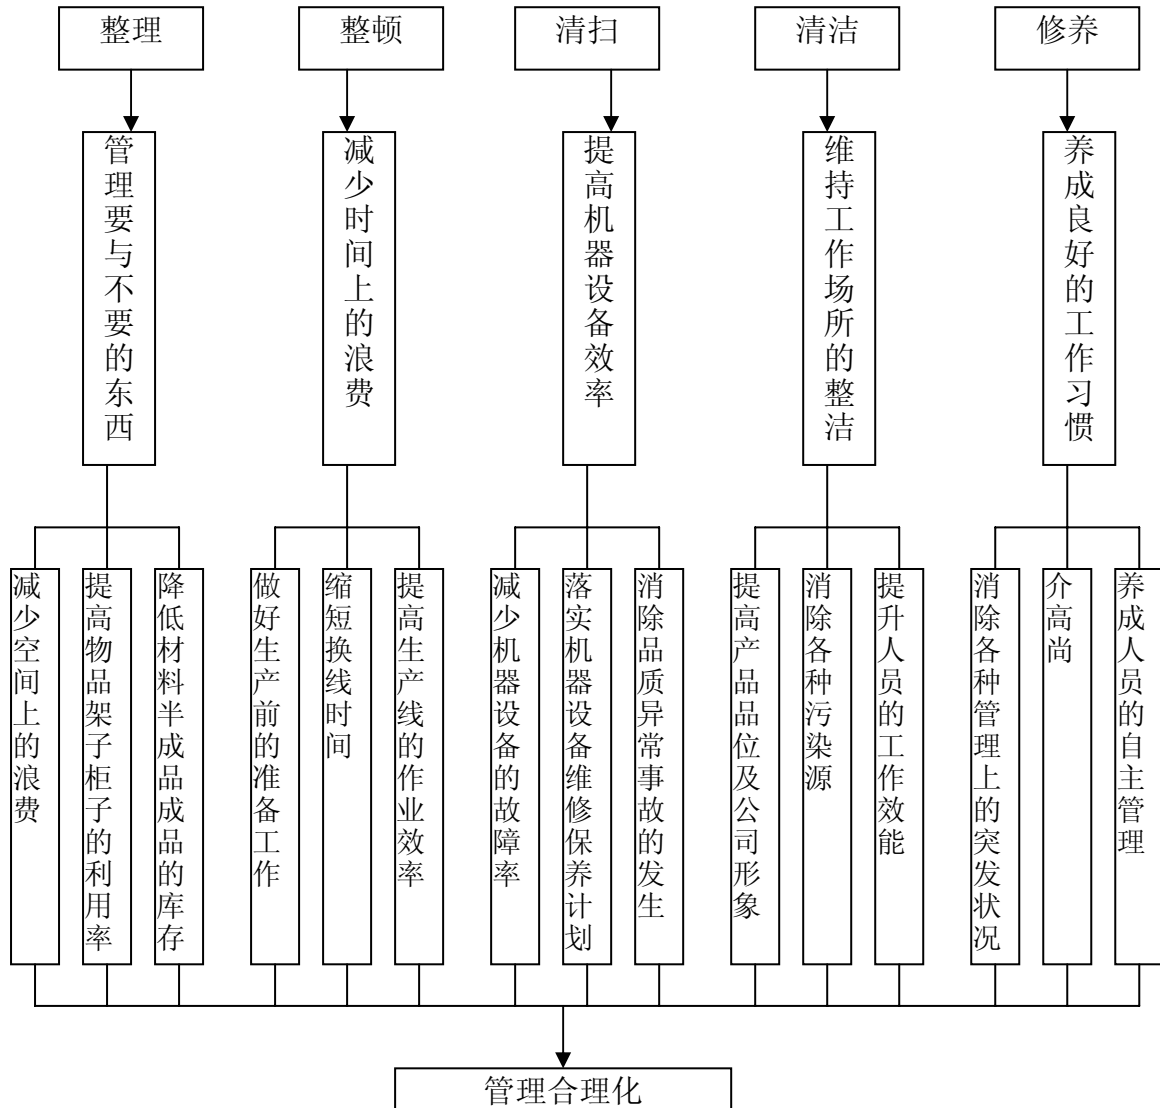 整理
整顿
清扫
清洁
修养
管理要与不要的东西
减少时间上的浪费
提高机器设备效率
维持工作场所的整洁
养成良好的工作习惯
减少空间上的浪费
提高物品架子柜子的利用率
降低材料半成品成品的库存
做好生产前的准备工作
缩短换线时间
提高生产线的作业效率
减少机器设备的故障率
落实机器设备维修保养计划
消除品质异常事故的发生
提高产品品位及公司形象
消除各种污染源
提升人员的工作效能
消除各种管理上的突发状况
介高尚
养成人员的自主管理
管理合理化